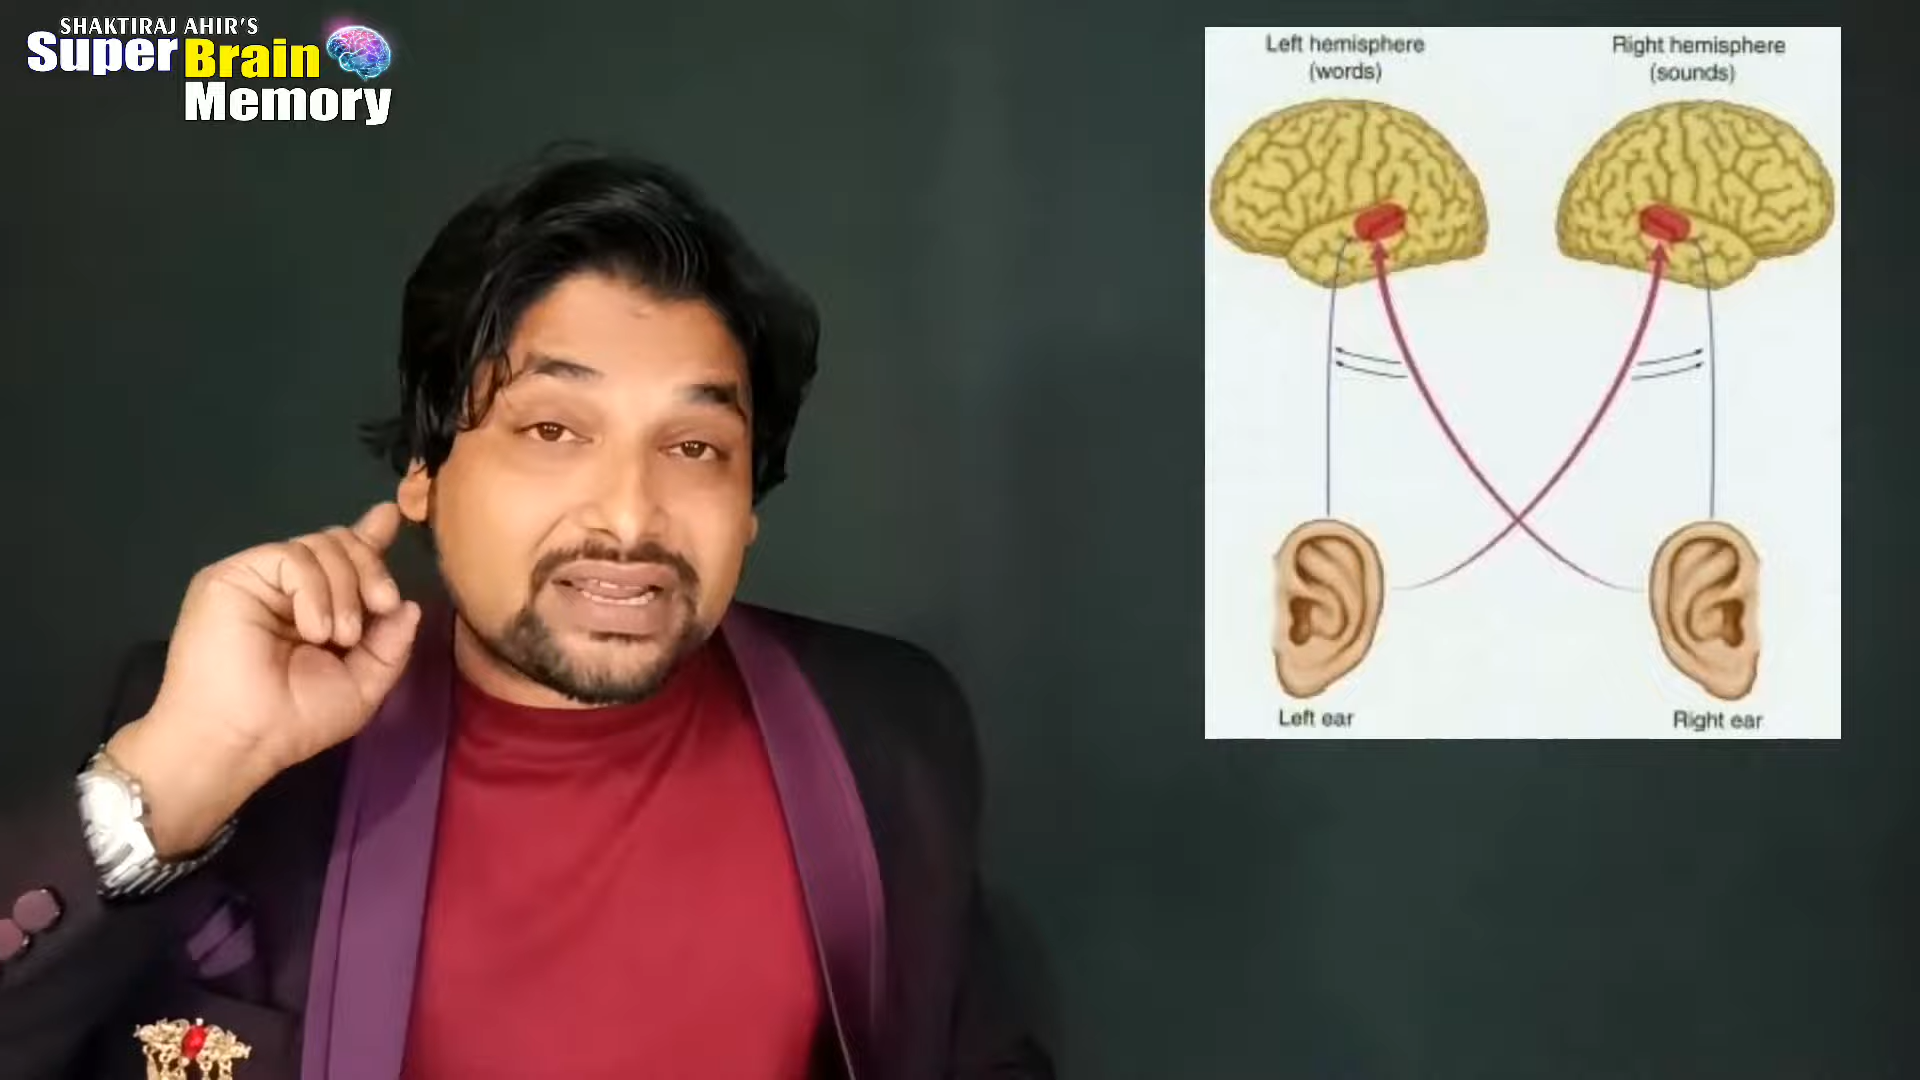 SHAKTIRAJ AHIR'S
Super Brain
Memory
Left hemisphere
(words)
Right hemisphere
(sounds)
Left ear
Right ear